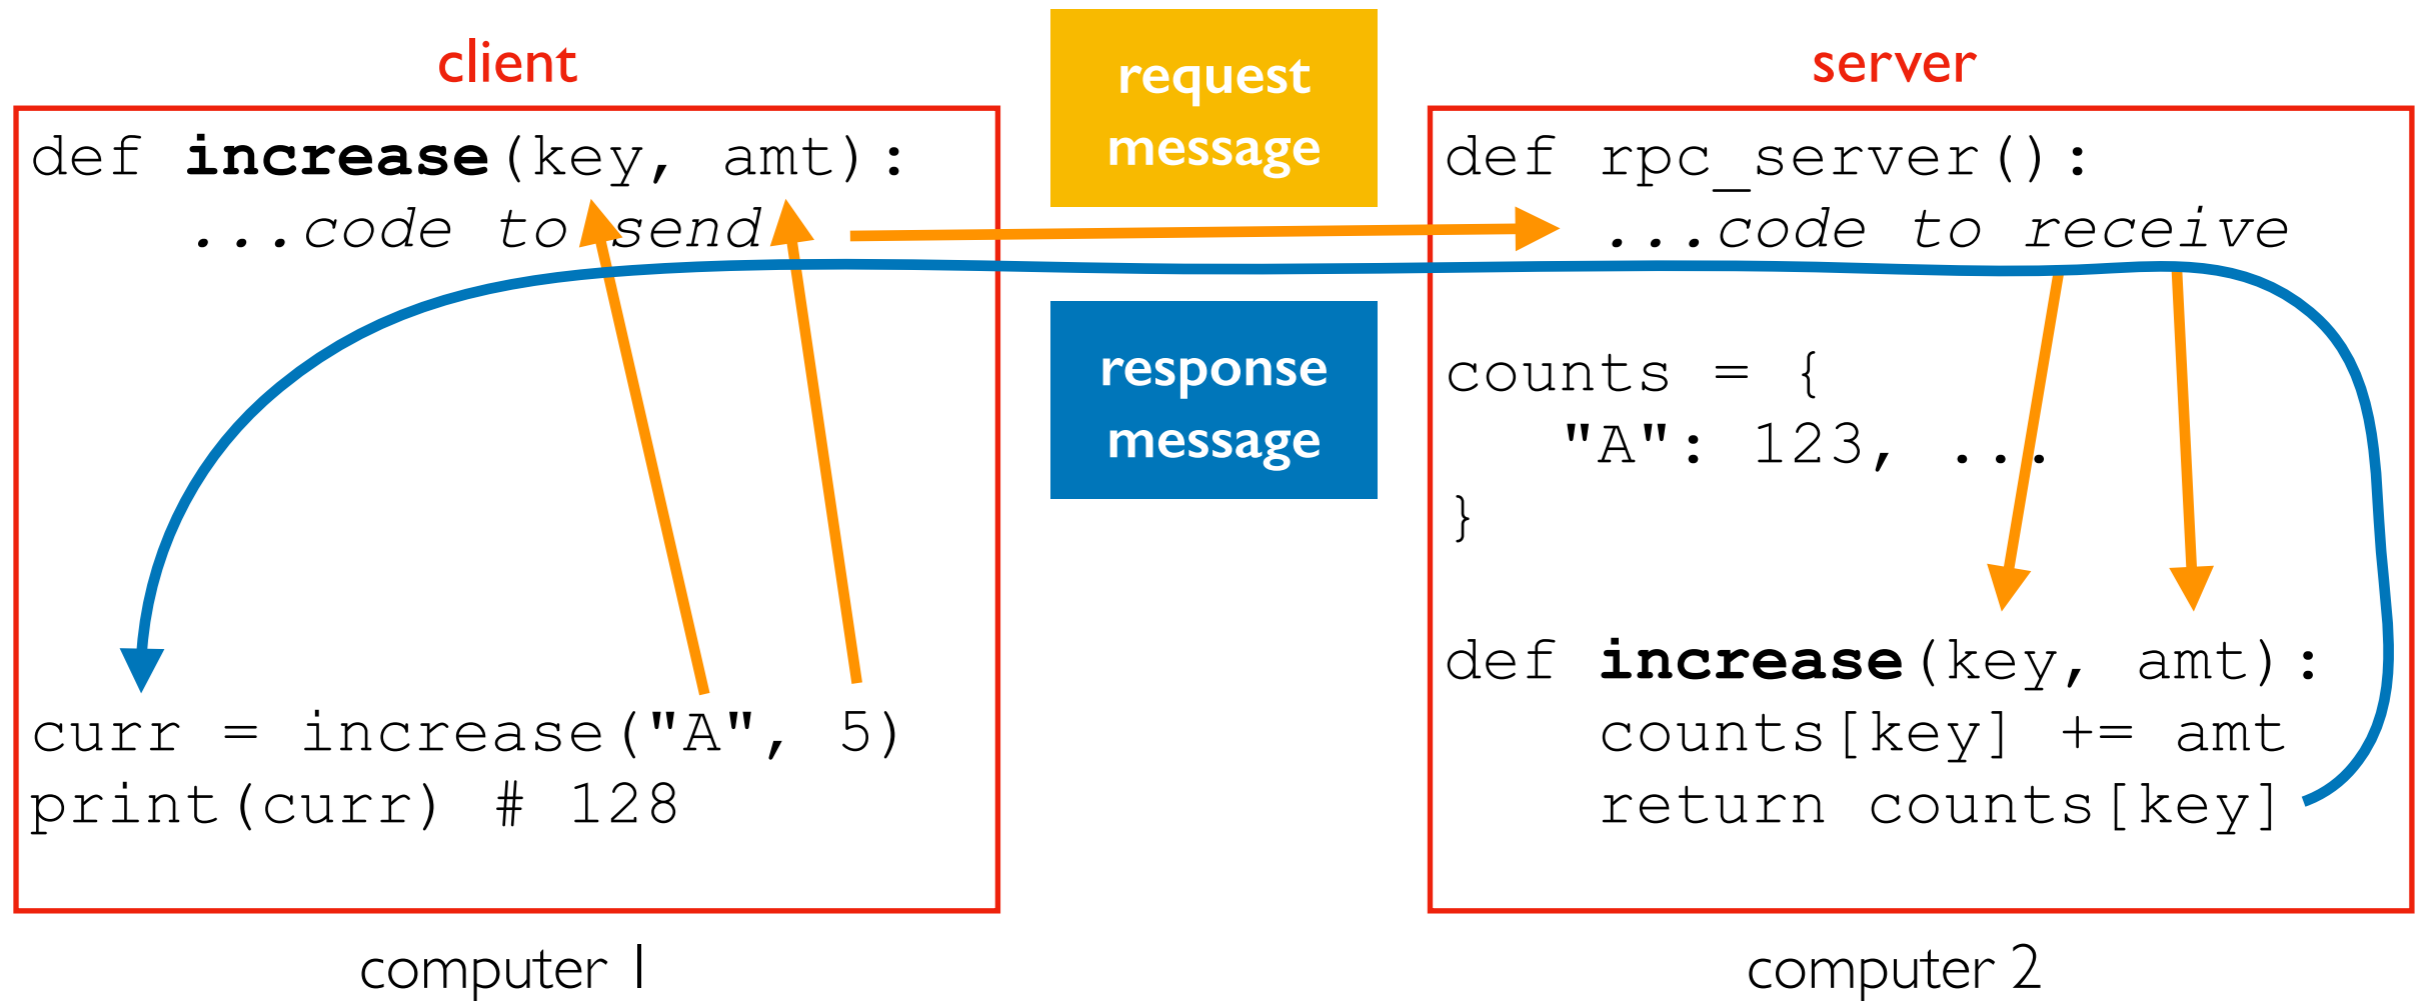 client
def increase(key, amt):
...code to send
curr = increase("A", 5)
print(curr) # 128
computer 1
request
message
response
message
server
def rpc_server():
...code to receive
counts = {
"A": 123, ...
}
def increase(key, amt):
counts[key] += amt
return counts[key]
computer 2